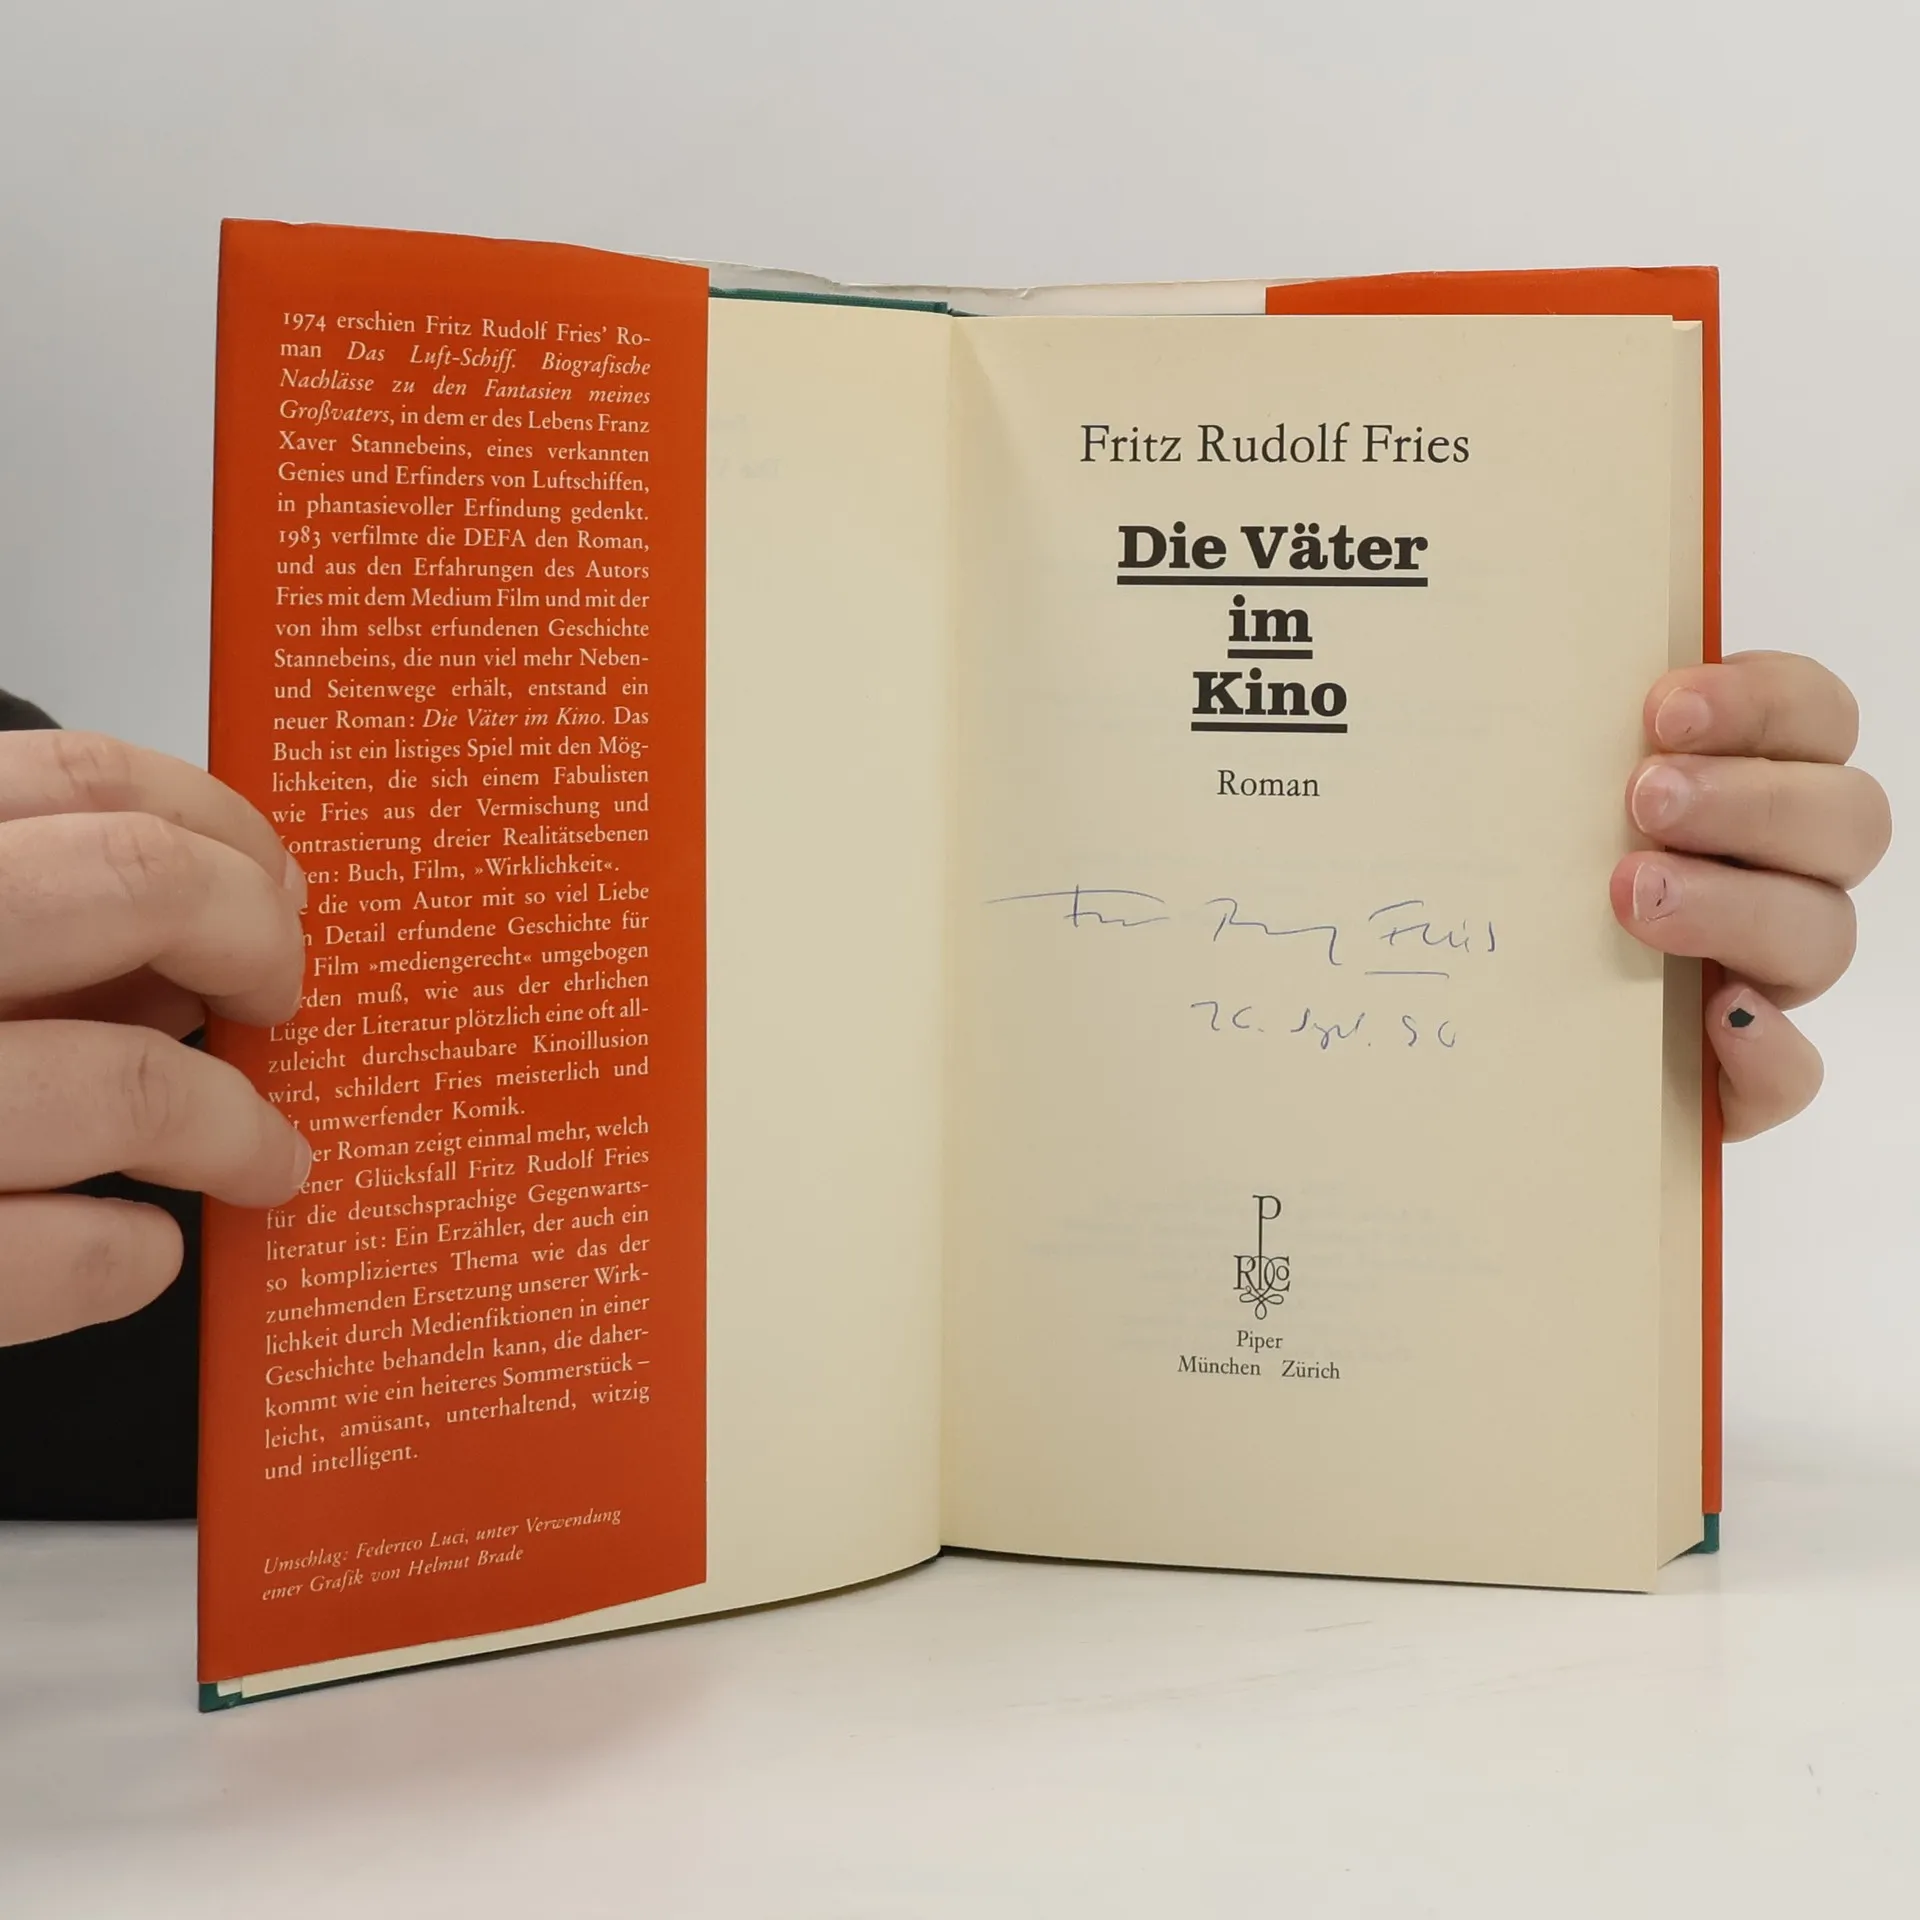 1974 erschien Fritz Rudolf Fries’ Ro-
man Das Luft-Schiff. Biografische
Nachlässe zu den Fantasien meines
Großvaters, in dem er des Lebens Franz
Xaver Stannebeins, eines verkannten
Genies und Erfinders von Luftschiffen,
in phantasievoller Erfindung gedenkt.
1983 verfilmte die DEFA den Roman,
und aus den Erfahrungen des Autors
Fries mit dem Medium Film und mit der
von ihm selbst erfundenen Geschichte
Stannebeins, die nun viel mehr Neben-
und Seitenwege erhält, entstand ein
neuer Roman: Die Väter im Kino. Das
Buch ist ein listiges Spiel mit den Mög-
lichkeiten, die sich einem Fabulisten
wie Fries aus der Vermischung und
ontrastierung dreier Realitätsebenen
en: Buch, Film, »Wirklichkeit«.
die vom Autor mit so viel Liebe
Detail erfundene Geschichte für
Film »mediengerecht« umgebogen
rden muß, wie aus der ehrlichen
Lüge der Literatur plötzlich eine oft all-
zuleicht durchschaubare Kinoillusion
wird, schildert Fries meisterlich und
umwerfender Komik.
er Roman zeigt einmal mehr, welch
ener Glücksfall Fritz Rudolf Fries
für die deutschsprachige Gegenwarts-
literatur ist: Ein Erzähler, der auch ein
so kompliziertes Thema wie das der
zunehmenden Ersetzung unserer Wirk-
lichkeit durch Medienfiktionen in einer
Geschichte behandeln kann, die daher-
kommt wie ein heiteres Sommerstück –
leicht, amüsant, unterhaltend, witzig
und intelligent.
Umschlag: Federico Luci, unter Verwendung
einer Grafik von Helmut Brade
Fritz Rudolf Fries
Die Väter
im
Kino
Roman
Fries
Sept.
Piper
München Zürich